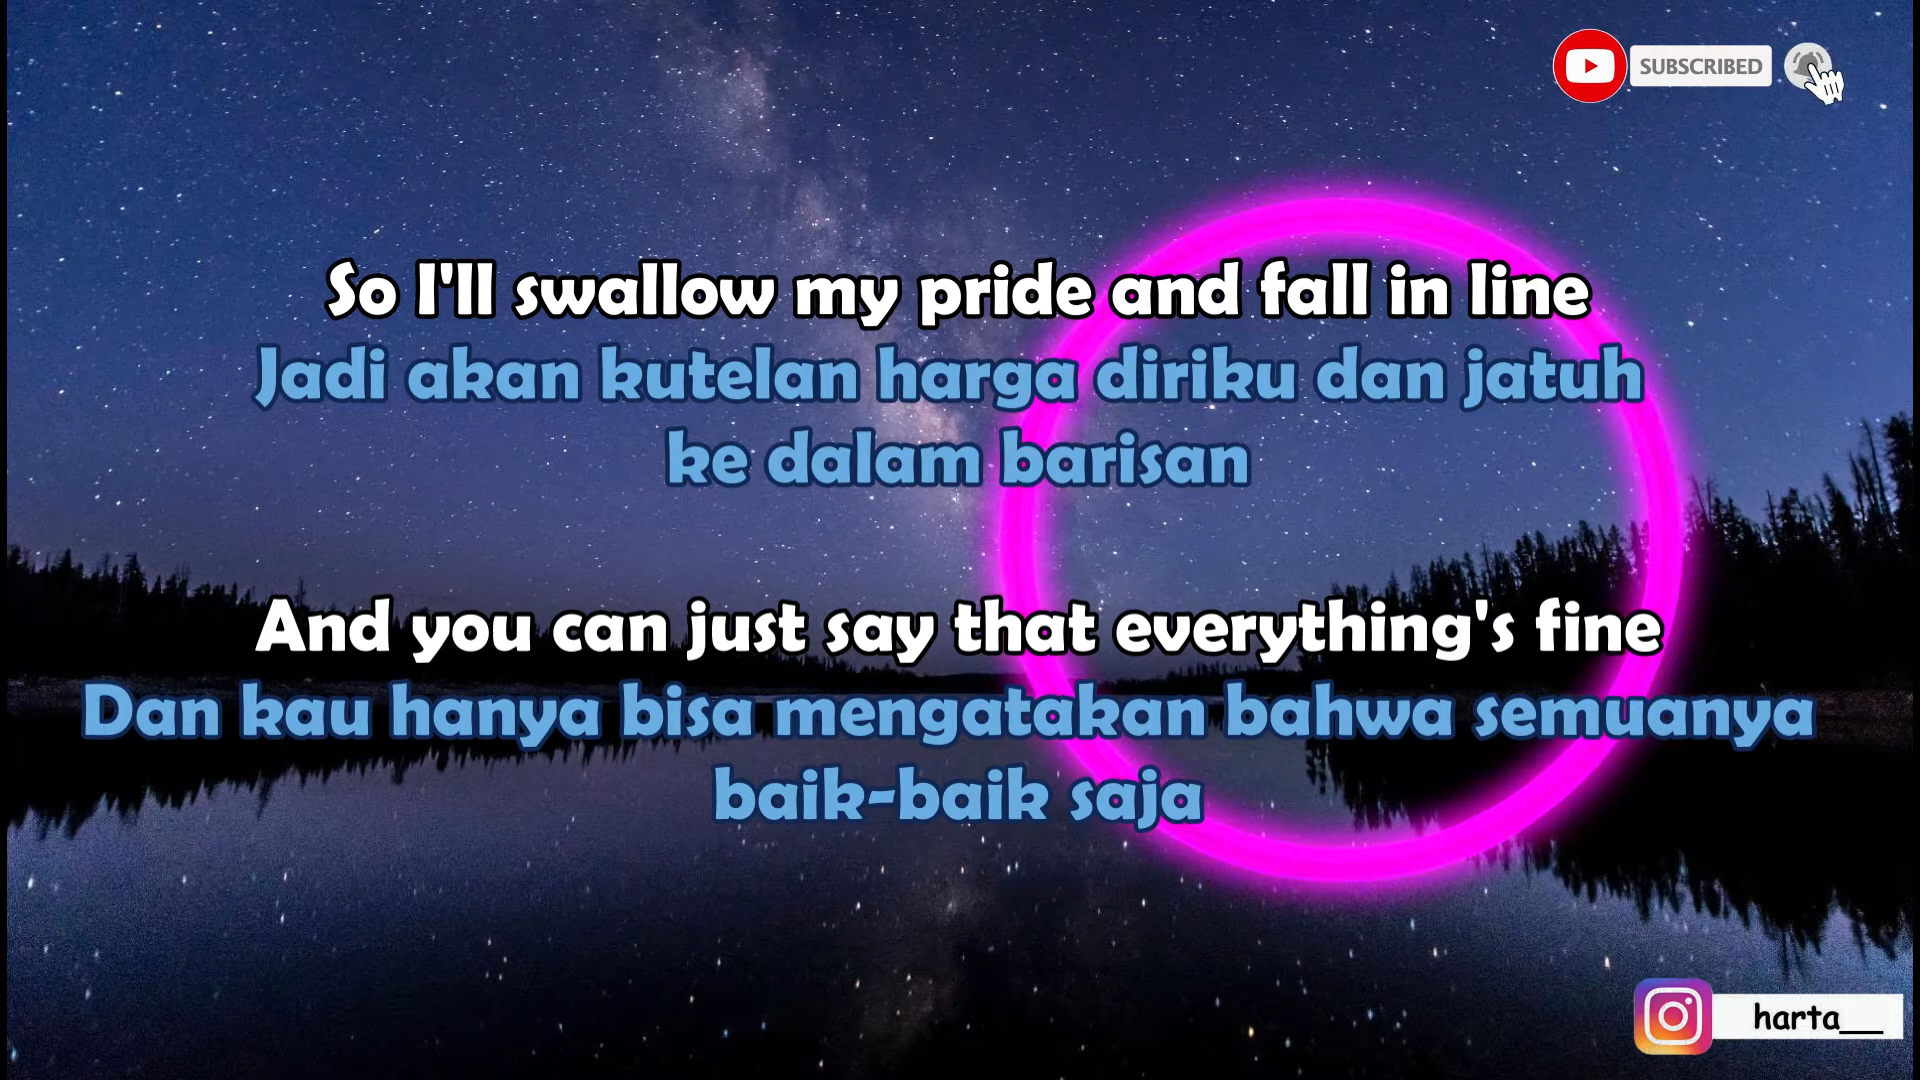 SUBSCRIBED
So I'll swallow my pride and fall in line
Jadi akan kutelan harga diriku dan jatuh
ke dalam barisan
And you can just say that everything's fine
Dan kau hanya bisa mengatakan bahwa semuanya
baik-baik saja
harta__